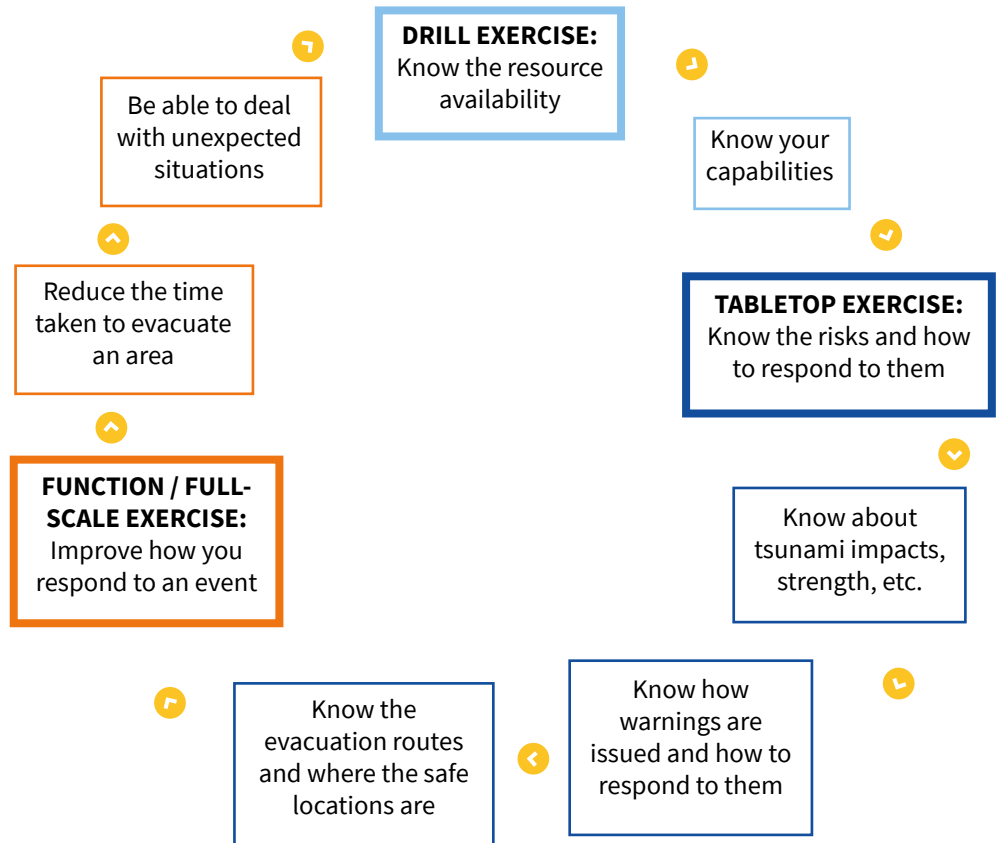 DRILL EXERCISE:
Know the resource
availability
Know your
capabilities
TABLETOP EXERCISE:
Know the risks and how
to respond to them
Know about
tsunami impacts,
strength, etc.
Know how
warnings are
issued and how to
respond to them
Know the
evacuation routes
and where the safe
locations are
FUNCTION / FULL-
SCALE EXERCISE:
Improve how you
respond to an event
Reduce the time
taken to evacuate
an area
Be able to deal
with unexpected
situations